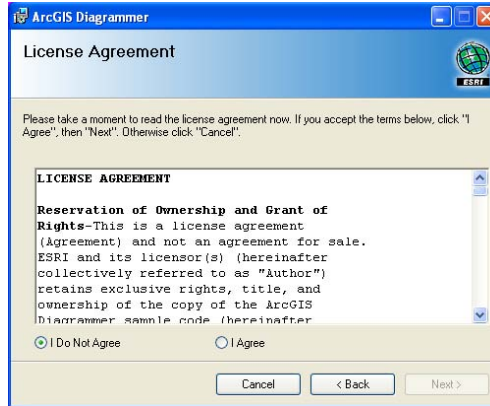 ArcGIS Diagrammer
License Agreement
ESRI
Please take a moment to read the license agreement now. If you accept the terms below, click "I
Agree", then "Next". Otherwise click "Cancel".
LICENSE AGREEMENT
Reservation of Ownership and Grant of
Rights-This is a license agreement
(Agreement) and not an agreement for sale.
ESRI and its licensor(s) (hereinafter
collectively referred to as "Author")
retains exclusive rights, title, and
ownership of the copy of the ArcGIS
Diagrammer sample code (hereinafter
I Do Not Agree
I Agree
Cancel
< Back
Next >